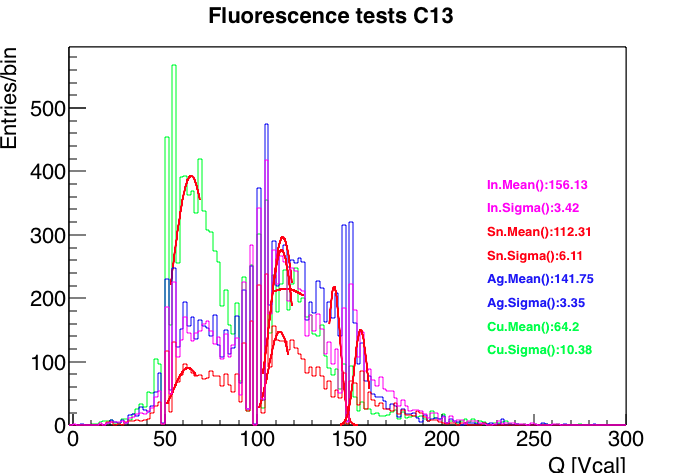 Fluorescence tests C13
Entries/bin
500
400
300
200
100
0
In.Mean():156.13
In.Sigma():3.42
Sn.Mean():112.31
Sn.Sigma():6.11
Ag.Mean():141.75
Ag.Sigma():3.35
Cu.Mean():64.2
Cu.Sigma():10.38
0 50 100 150 200 250 300
Q [Vcal]